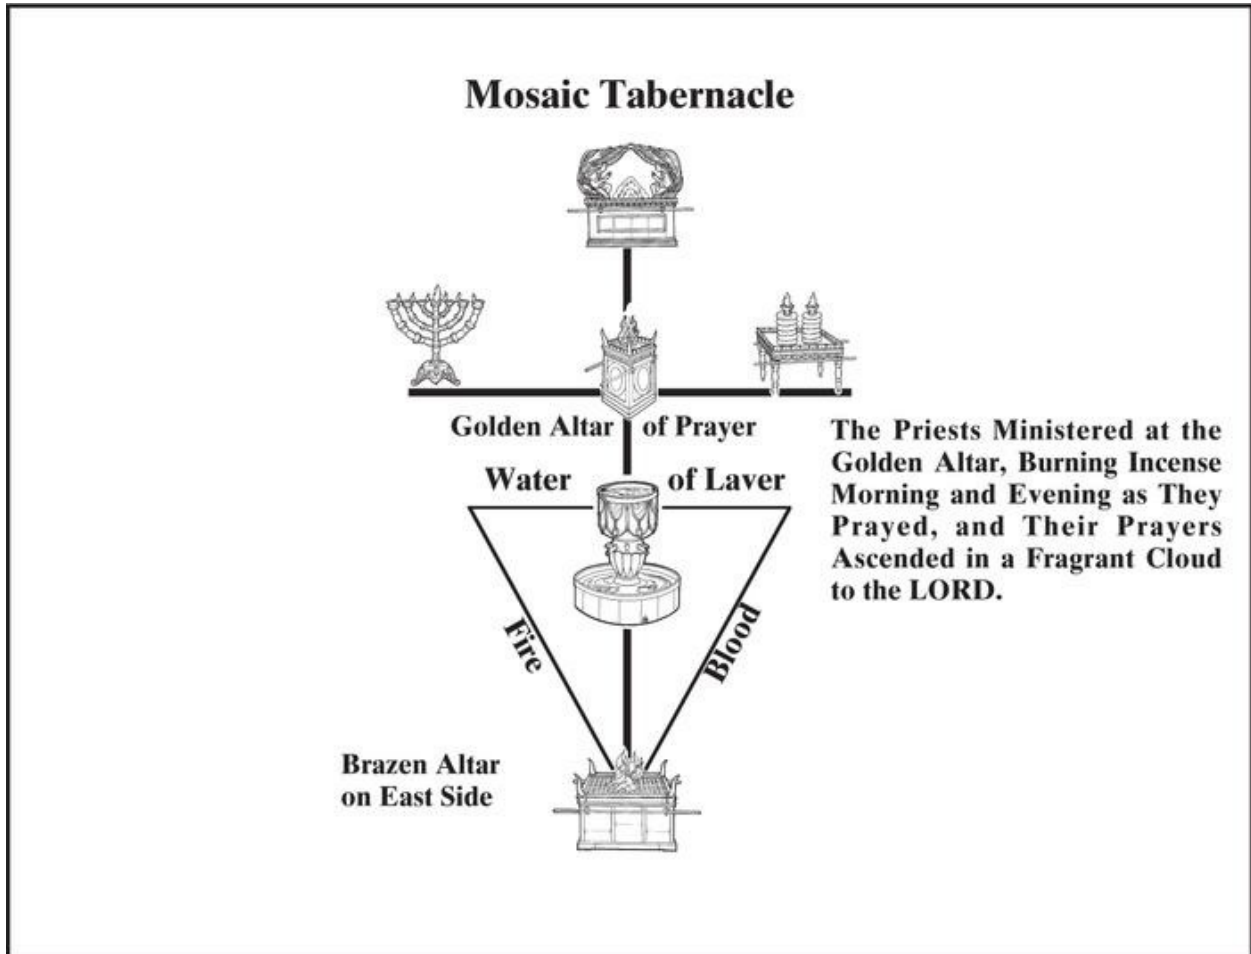 Mosaic Tabernacle
Golden Altar of Prayer
Water of Laver
The Priests Ministered at the
Golden Altar, Burning Incense
Morning and Evening as They
Prayed, and Their Prayers
Ascended in a Fragrant Cloud
to the LORD.
Fire
Blood
Brazen Altar
on East Side